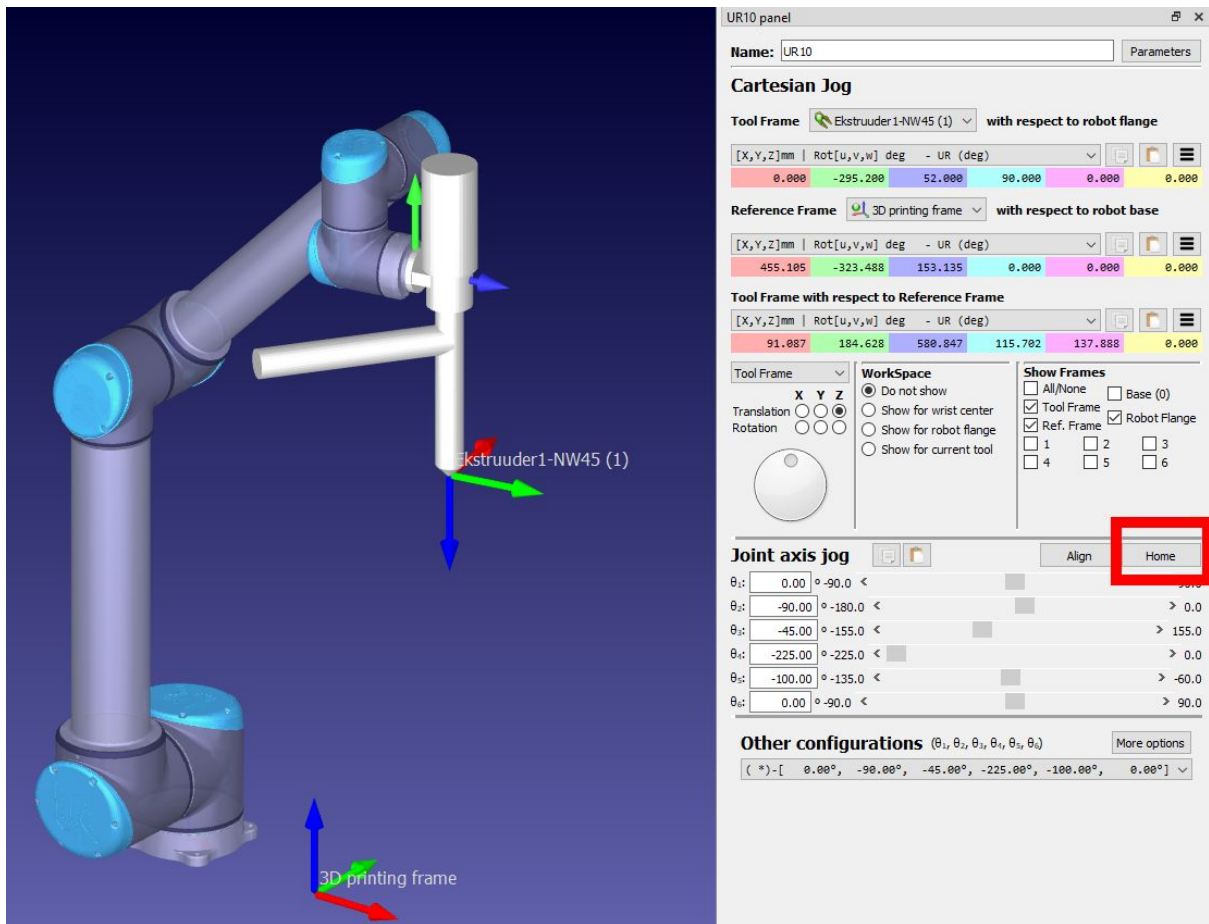 UR10 panel
Name: UR10 Parameters
Cartesian Jog
Tool Frame Ekstruuder1-NW45 (1) with respect to robot flange
[X,Y,Z]mm | Rot[u,v,w] deg - UR (deg)
0.000 -295.200 52.000 90.000 0.000 0.000
Reference Frame 3D printing frame with respect to robot base
[X,Y,Z]mm | Rot[u,v,w] deg - UR (deg)
455.105 -323.488 153.135 0.000 0.000 0.000
Tool Frame with respect to Reference Frame
[X,Y,Z]mm | Rot[u,v,w] deg - UR (deg)
91.087 184.628 580.847 115.702 137.888 0.000
Tool Frame
X Y Z
Translation
Rotation
WorkSpace
Do not show
Show for wrist center
Show for robot flange
Show for current tool
Show Frames
All/None Base (0)
Tool Frame Robot Flange
Ref. Frame
1 2 3
4 5 6
Joint axis jog Align Home
θ₁: 0.00 ° -90.0 <
θ₂: -90.00 ° -180.0 < > 0.0
θ₃: -45.00 ° -155.0 < > 155.0
θ₄: -225.00 ° -225.0 < > 0.0
θ₅: -100.00 ° -135.0 < > -60.0
θ₆: 0.00 ° -90.0 < > 90.0
Other configurations (θ₁, θ₂, θ₃, θ₄, θ₅, θ₆) More options
( *)-[ 0.00°, -90.00°, -45.00°, -225.00°, -100.00°, 0.00°]
Ekstruuder1-NW45 (1)
3D printing frame